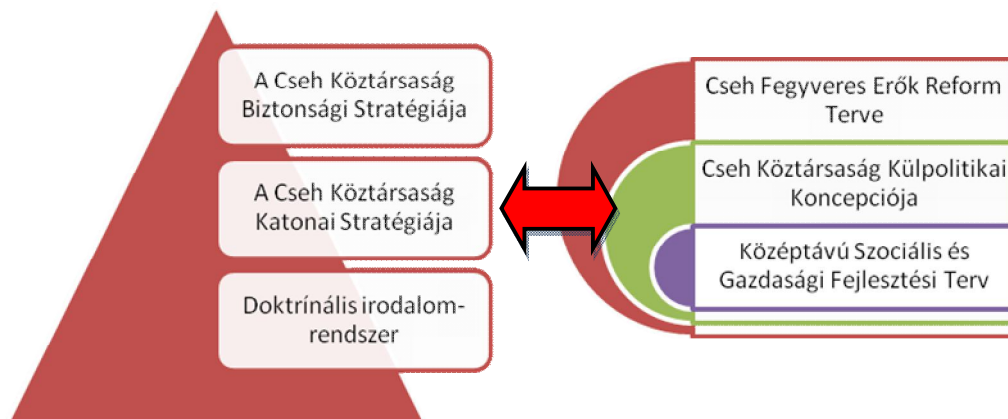 A Cseh Köztársaság
Biztonsági Stratégiája
A Cseh Köztársaság
Katonai Stratégiája
Doktrínális irodalom-
rendszer
Cseh Fegyveres Erők Reform
Terve
Cseh Köztársaság Külpolitikai
Koncepciója
Középtávú Szociális és
Gazdasági Fejlesztési Terv